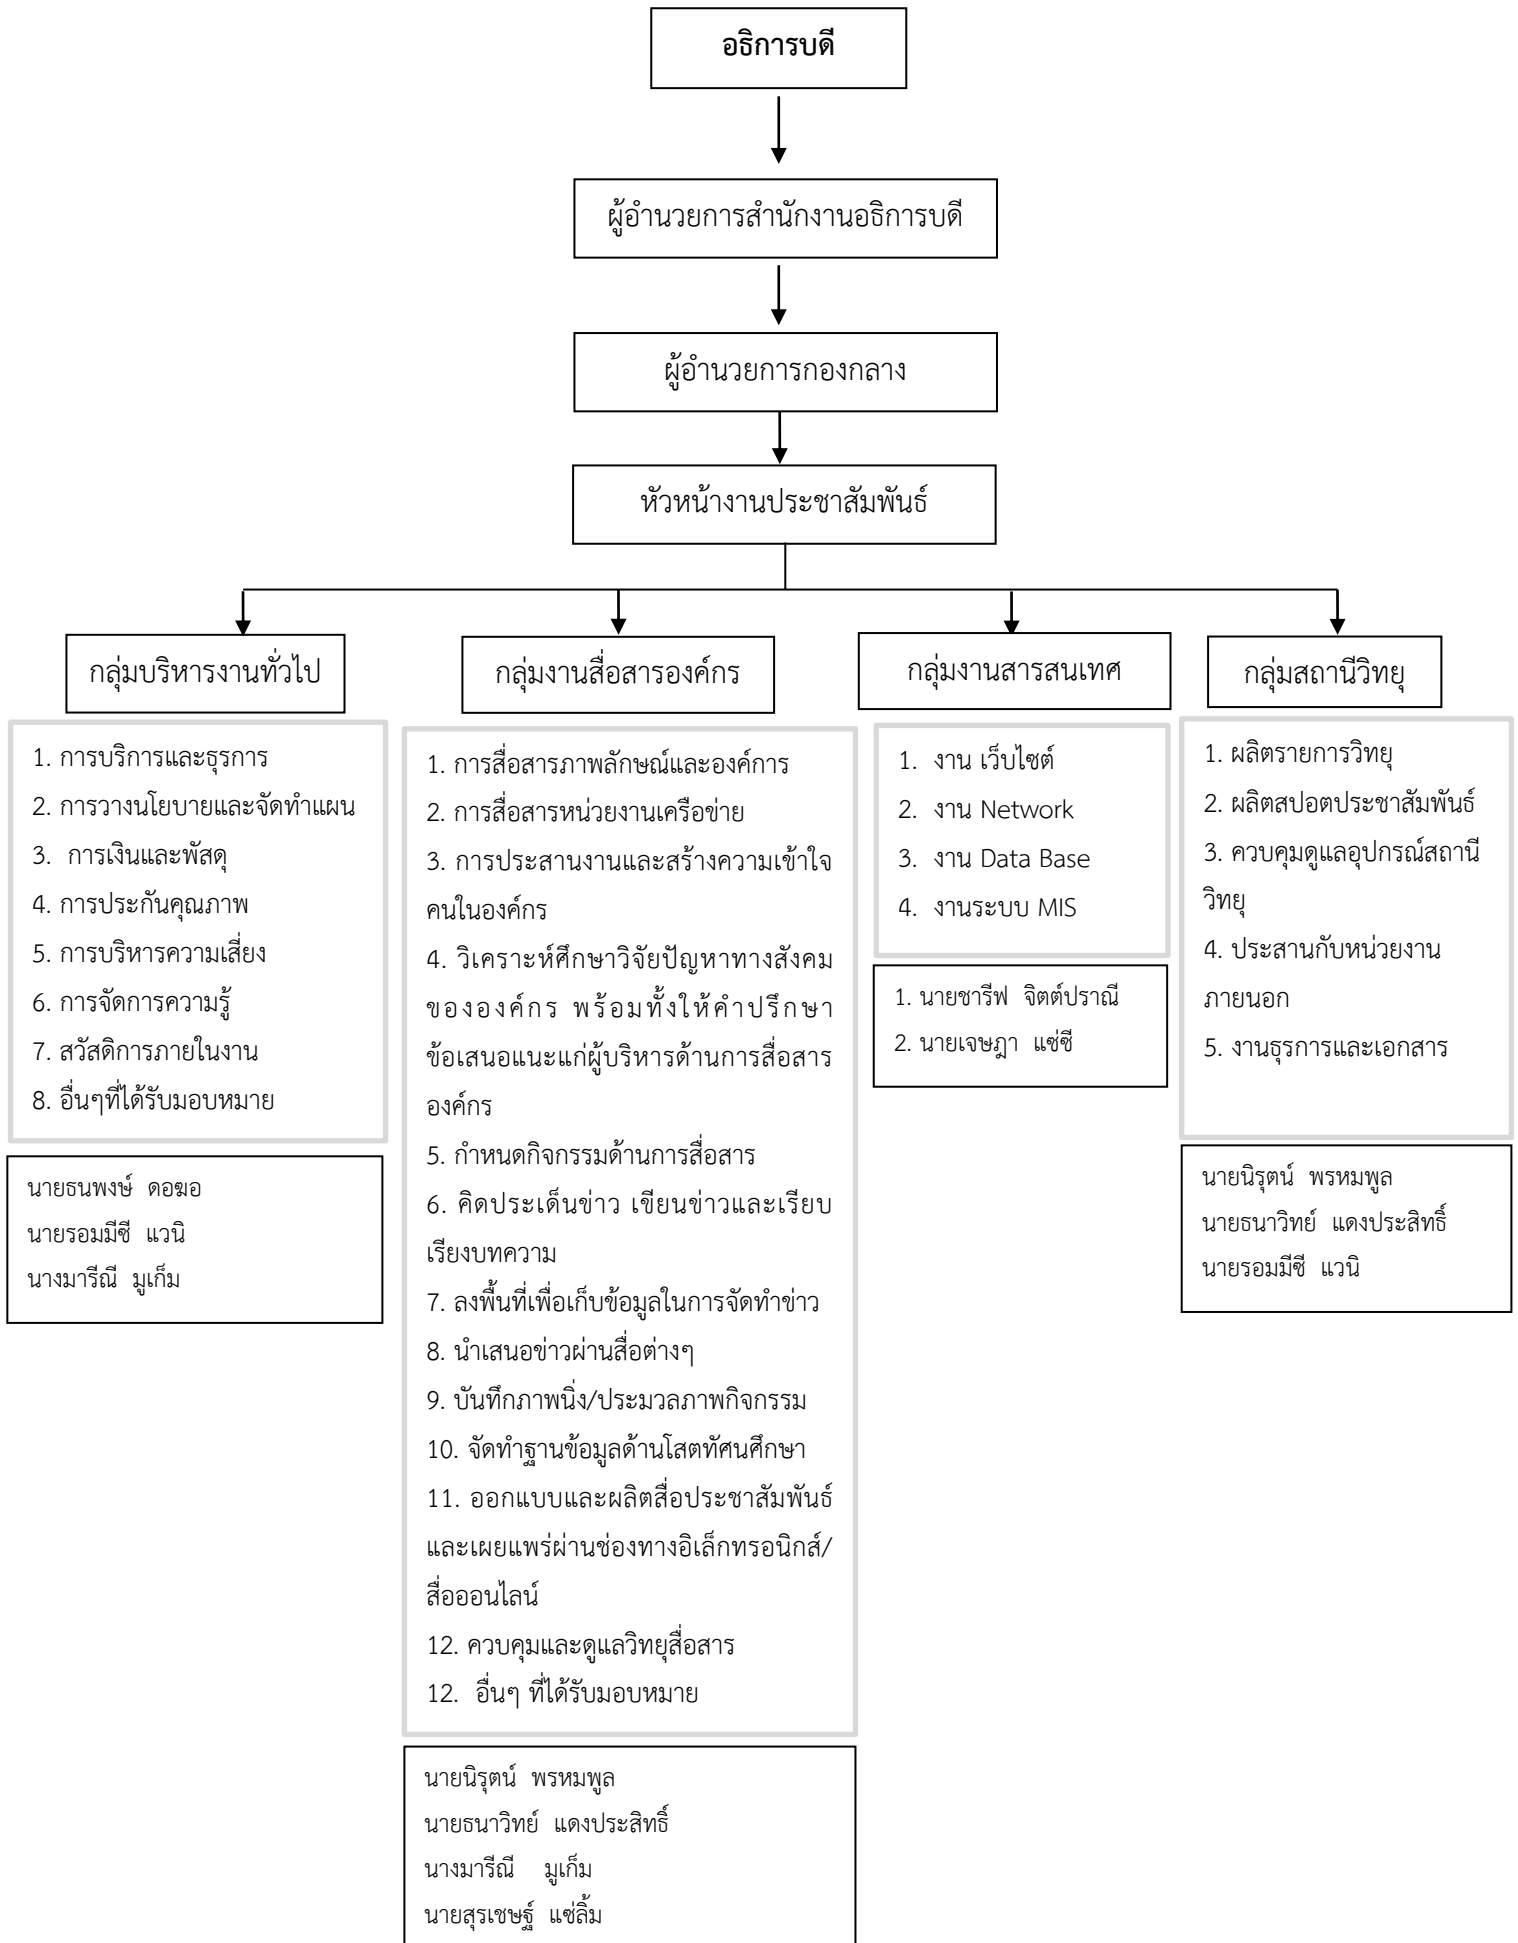 อธิการบดี
ผู้อำนวยการสำนักงานอธิการบดี
ผู้อำนวยการกองกลาง
หัวหน้างานประชาสัมพันธ์
กลุ่มบริหารงานทั่วไป
1. การบริการและธุรการ
2. การวางนโยบายและจัดทำแผน
3. การเงินและพัสดุ
4. การประกันคุณภาพ
5. การบริหารความเสี่ยง
6. การจัดการความรู้
7. สวัสดิการภายในงาน
8. อื่นๆที่ได้รับมอบหมาย
นายธนพงษ์ ดอฆอ
นายรอมมีซี แวนิ
นางมารีณี มูเก็ม
กลุ่มงานสื่อสารองค์กร
1. การสื่อสารภาพลักษณ์และองค์การ
2. การสื่อสารหน่วยงานเครือข่าย
3. การประสานงานและสร้างความเข้าใจ
คนในองค์กร
4. วิเคราะห์ศึกษาวิจัยปัญหาทางสังคม
ขององค์กร พร้อมทั้งให้คำปรึกษา
ข้อเสนอแนะแก่ผู้บริหารด้านการสื่อสาร
องค์กร
5. กำหนดกิจกรรมด้านการสื่อสาร
6. คิดประเด็นข่าว เขียนข่าวและเรียบ
เรียงบทความ
7. ลงพื้นที่เพื่อเก็บข้อมูลในการจัดทำข่าว
8. นำเสนอข่าวผ่านสื่อต่างๆ
9. บันทึกภาพนิ่ง/ประมวลภาพกิจกรรม
10. จัดทำฐานข้อมูลด้านโสตทัศนศึกษา
11. ออกแบบและผลิตสื่อประชาสัมพันธ์
และเผยแพร่ผ่านช่องทางอิเล็กทรอนิกส์/
สื่อออนไลน์
12. ควบคุมและดูแลวิทยุสื่อสาร
12. อื่นๆ ที่ได้รับมอบหมาย
นายนิรุตน์ พรหมพูล
นายธนาวิทย์ แดงประสิทธิ์
นางมารีณี มูเก็ม
นายสุรเชษฐ์ แซ่ลิ้ม
กลุ่มงานสารสนเทศ
1. งาน เว็บไซต์
2. งาน Network
3. งาน Data Base
4. งานระบบ MIS
1. นายชารีฟ จิตต์ปราณี
2. นายเจษฎา แซ่ซี
กลุ่มสถานีวิทยุ
1. ผลิตรายการวิทยุ
2. ผลิตสปอตประชาสัมพันธ์
3. ควบคุมดูแลอุปกรณ์สถานี
วิทยุ
4. ประสานกับหน่วยงาน
ภายนอก
5. งานธุรการและเอกสาร
นายนิรุตน์ พรหมพูล
นายธนาวิทย์ แดงประสิทธิ์
นายรอมมีซี แวนิ